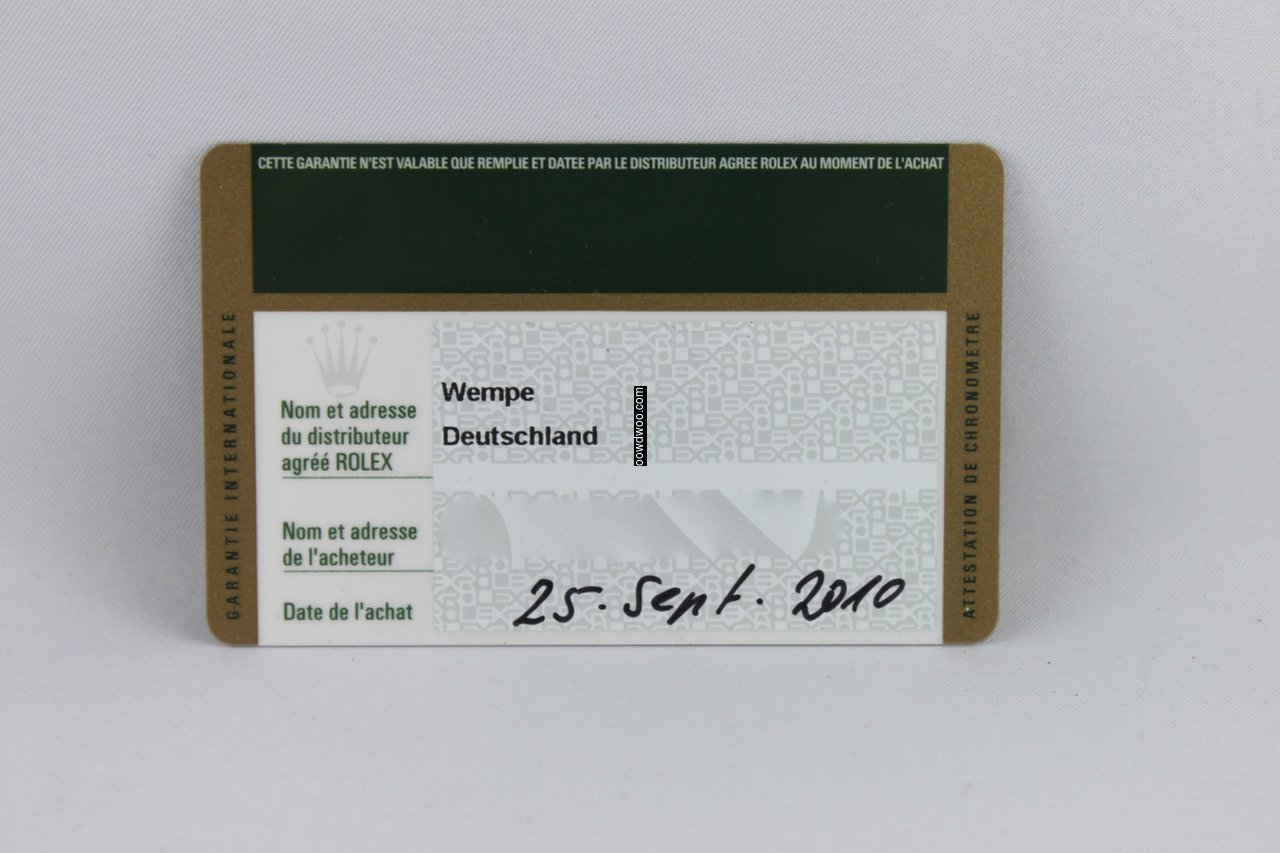 CETTE GARANTIE N'EST VALABLE QUE REMPLIE ET DATEE PAR LE DISTRIBUTEUR AGREE ROLEX AU MOMENT DE L'ACHAT
GARANTIE INTERNATIONALE
Nom et adresse
du distributeur
agréé ROLEX
Wempe
Deutschland
Nom et adresse
de l'acheteur
Date de l'achat
25. Sept. 2010
ATTESTATION DE CHRONOMETRE